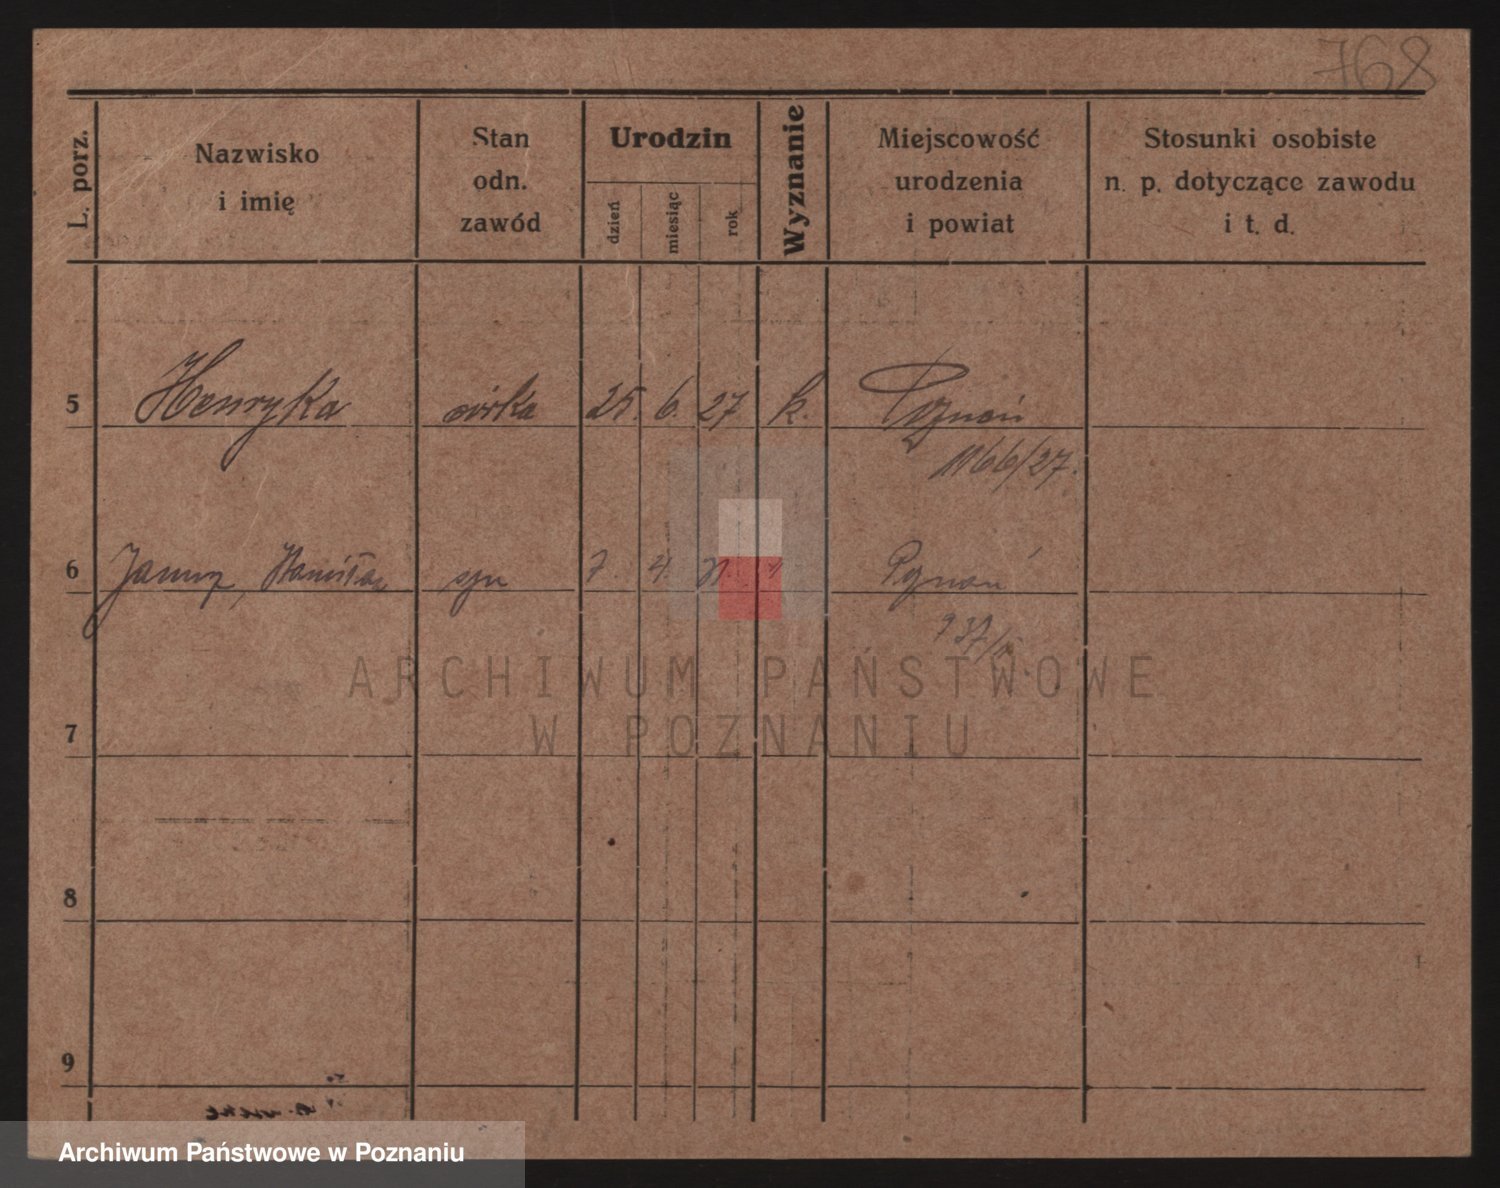 768
L. porz.
Nazwisko
i imię
Stan
odn.
zawód
Urodzin
dzień
miesiąc
rok
Wyznanie
Miejscowość
urodzenia
i powiat
Stosunki osobiste
n. p. dotyczące zawodu
i t. d.
5 Henryka córka 25. 6. 27 k. Poznań
1166/27.
6 Janusz, Stanisław syn 7. 4. Poznań
ARCHIWUM PAŃSTWOWE
W POZNANIU
7
8
9
Archiwum Państwowe w Poznaniu